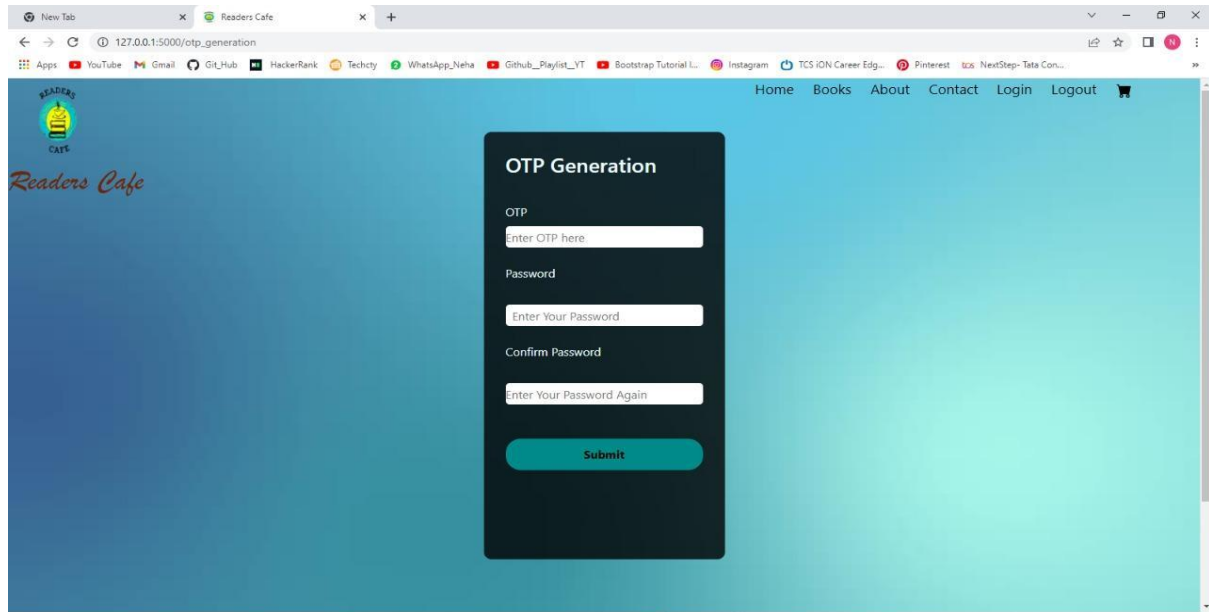 New Tab
Readers Cafe
127.0.0.1:5000/otp_generation
N
Apps YouTube Gmail Git_Hub HackerRank Techcty WhatsApp_Neha Github__Playlist__YT Bootstrap Tutorial I... Instagram TCS iON Career Edg... Pinterest tcs NextStep- Tata Con... »
READERS
CAFE
Readers Cafe
Home Books About Contact Login Logout
OTP Generation
OTP
Enter OTP here
Password
Enter Your Password
Confirm Password
Enter Your Password Again
Submit